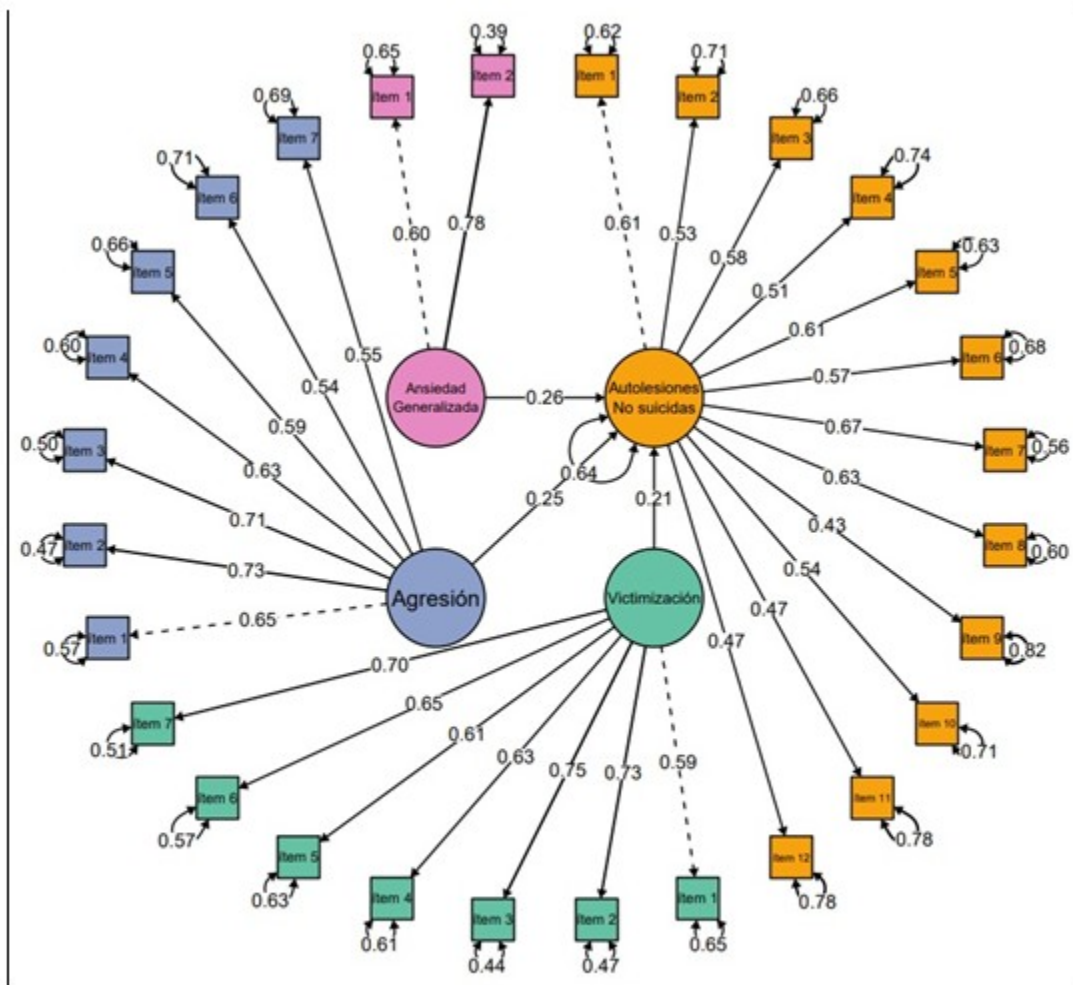 0.39
0.62
0.65
Item 2
Item 1
0.71
Item 1
Item 2
0.69
0.66
Item 7
Item 3
0.71
0.74
Item 6
Item 4
0.66
0.63
Item 5
Item 5
0.60
0.78
0.61
0.53
0.58
0.51
0.61
0.60
Item 4
Item 6
0.68
0.55
0.54
0.57
Ansiedad
Generalizada
0.26
Autolesiones
No suicidas
0.59
0.67
0.50
Item 3
Item 7
0.56
0.63
0.64
0.63
0.25
0.21
0.71
0.43
0.47
Item 2
Item 8
0.60
0.73
0.54
Agresión
Victimización
0.65
0.47
0.47
0.57
Item 1
Item 9
0.82
0.70
0.65
0.61
0.63
0.75
0.73
0.59
Item 7
Item 10
0.51
0.71
Item 6
Item 11
0.57
0.78
Item 5
Item 12
0.63
0.78
Item 4
Item 3
Item 2
Item 1
0.61
0.44
0.47
0.65